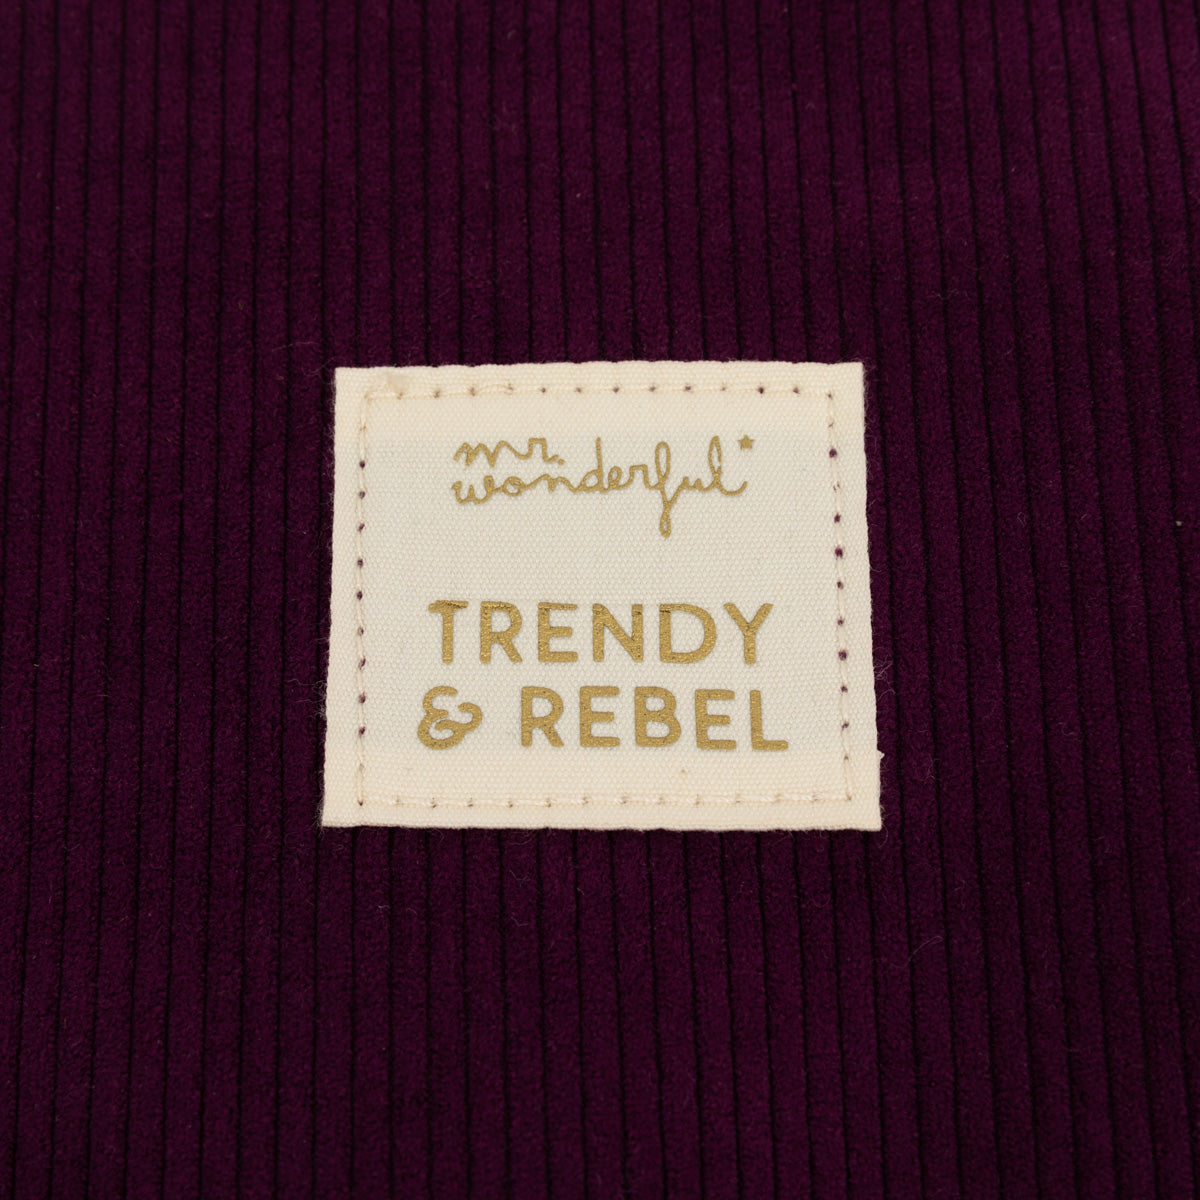 mr.
wonderful*
TRENDY
& REBEL